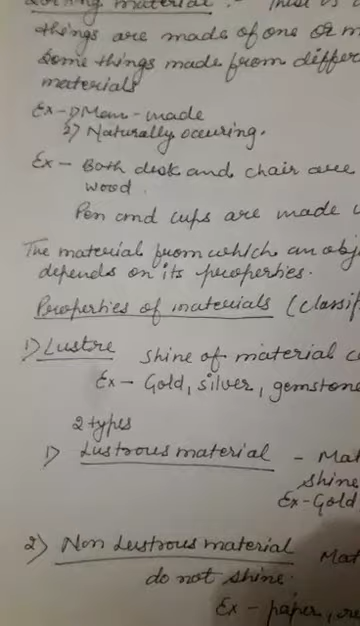 material :- This is
things are made of one or m
Some things made from differ
materials
Ex - 1) Man - made
2) Naturally occuring.
Ex - Both desk and chair are
wood.
Pen and cups are made
The material from which an obj
depends on its properties.
Properties of materials (classif
1) Lustre shine of material c
Ex - Gold, silver, gemstone
2 types
1) Lustrous material - Mat
shine
Ex - Gold
2) Non Lustrous material Mat
do not shine.
Ex - paper,